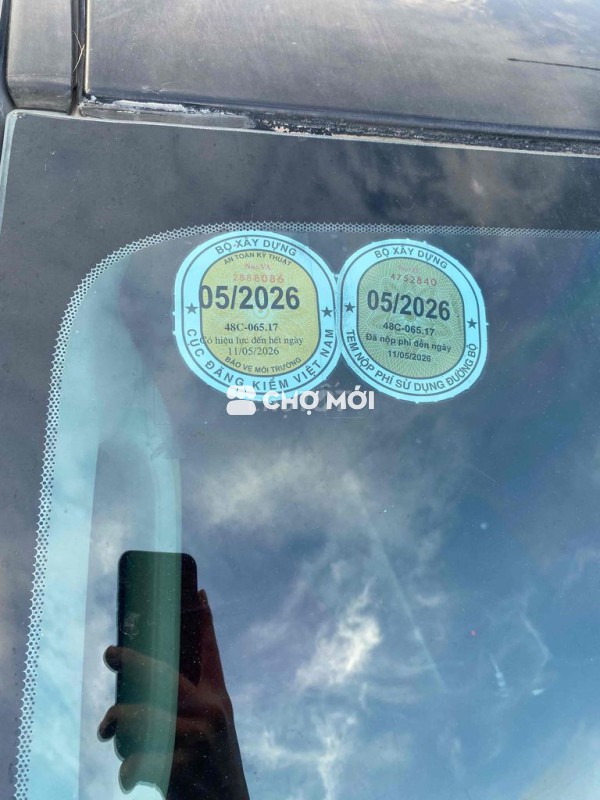 BỘ XÂY DỰNG
AN TOÀN KỸ THUẬT
2888086
05/2026
48C-065.17
Có hiệu lực đến hết ngày
11/05/2026
BẢO VỆ MÔI TRƯỜNG
CỤC ĐĂNG KIỂM VIỆT NAM
BỘ XÂY DỰNG
4752840
05/2026
48C-065.17
Đã nộp phí đến ngày
11/05/2026
TEM NỘP PHÍ SỬ DỤNG ĐƯỜNG BỘ
CHỢ MỚI